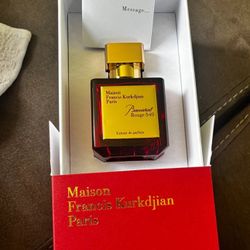 Message...
Maison
Francis Kurkdjian
Paris
Baccarat
Rouge 540
Extrait de parfum
Maison
Francis Kurkdjian
Paris